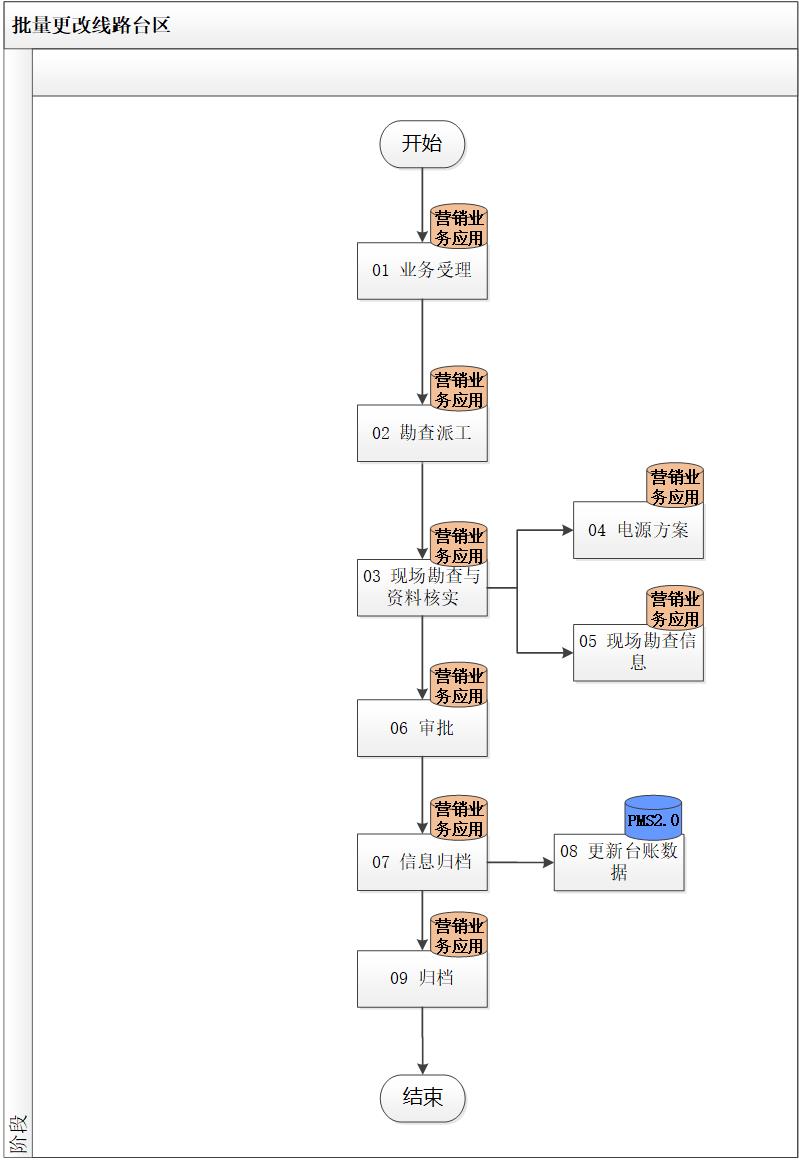 批量更改线路台区
开始
营销业
务应用
01 业务受理
营销业
务应用
02 勘查派工
营销业
务应用
03 现场勘查与
资料核实
营销业
务应用
04 电源方案
营销业
务应用
05 现场勘查信
息
营销业
务应用
06 审批
营销业
务应用
07 信息归档
PMS2.0
08 更新台账数
据
营销业
务应用
09 归档
结束
阶段